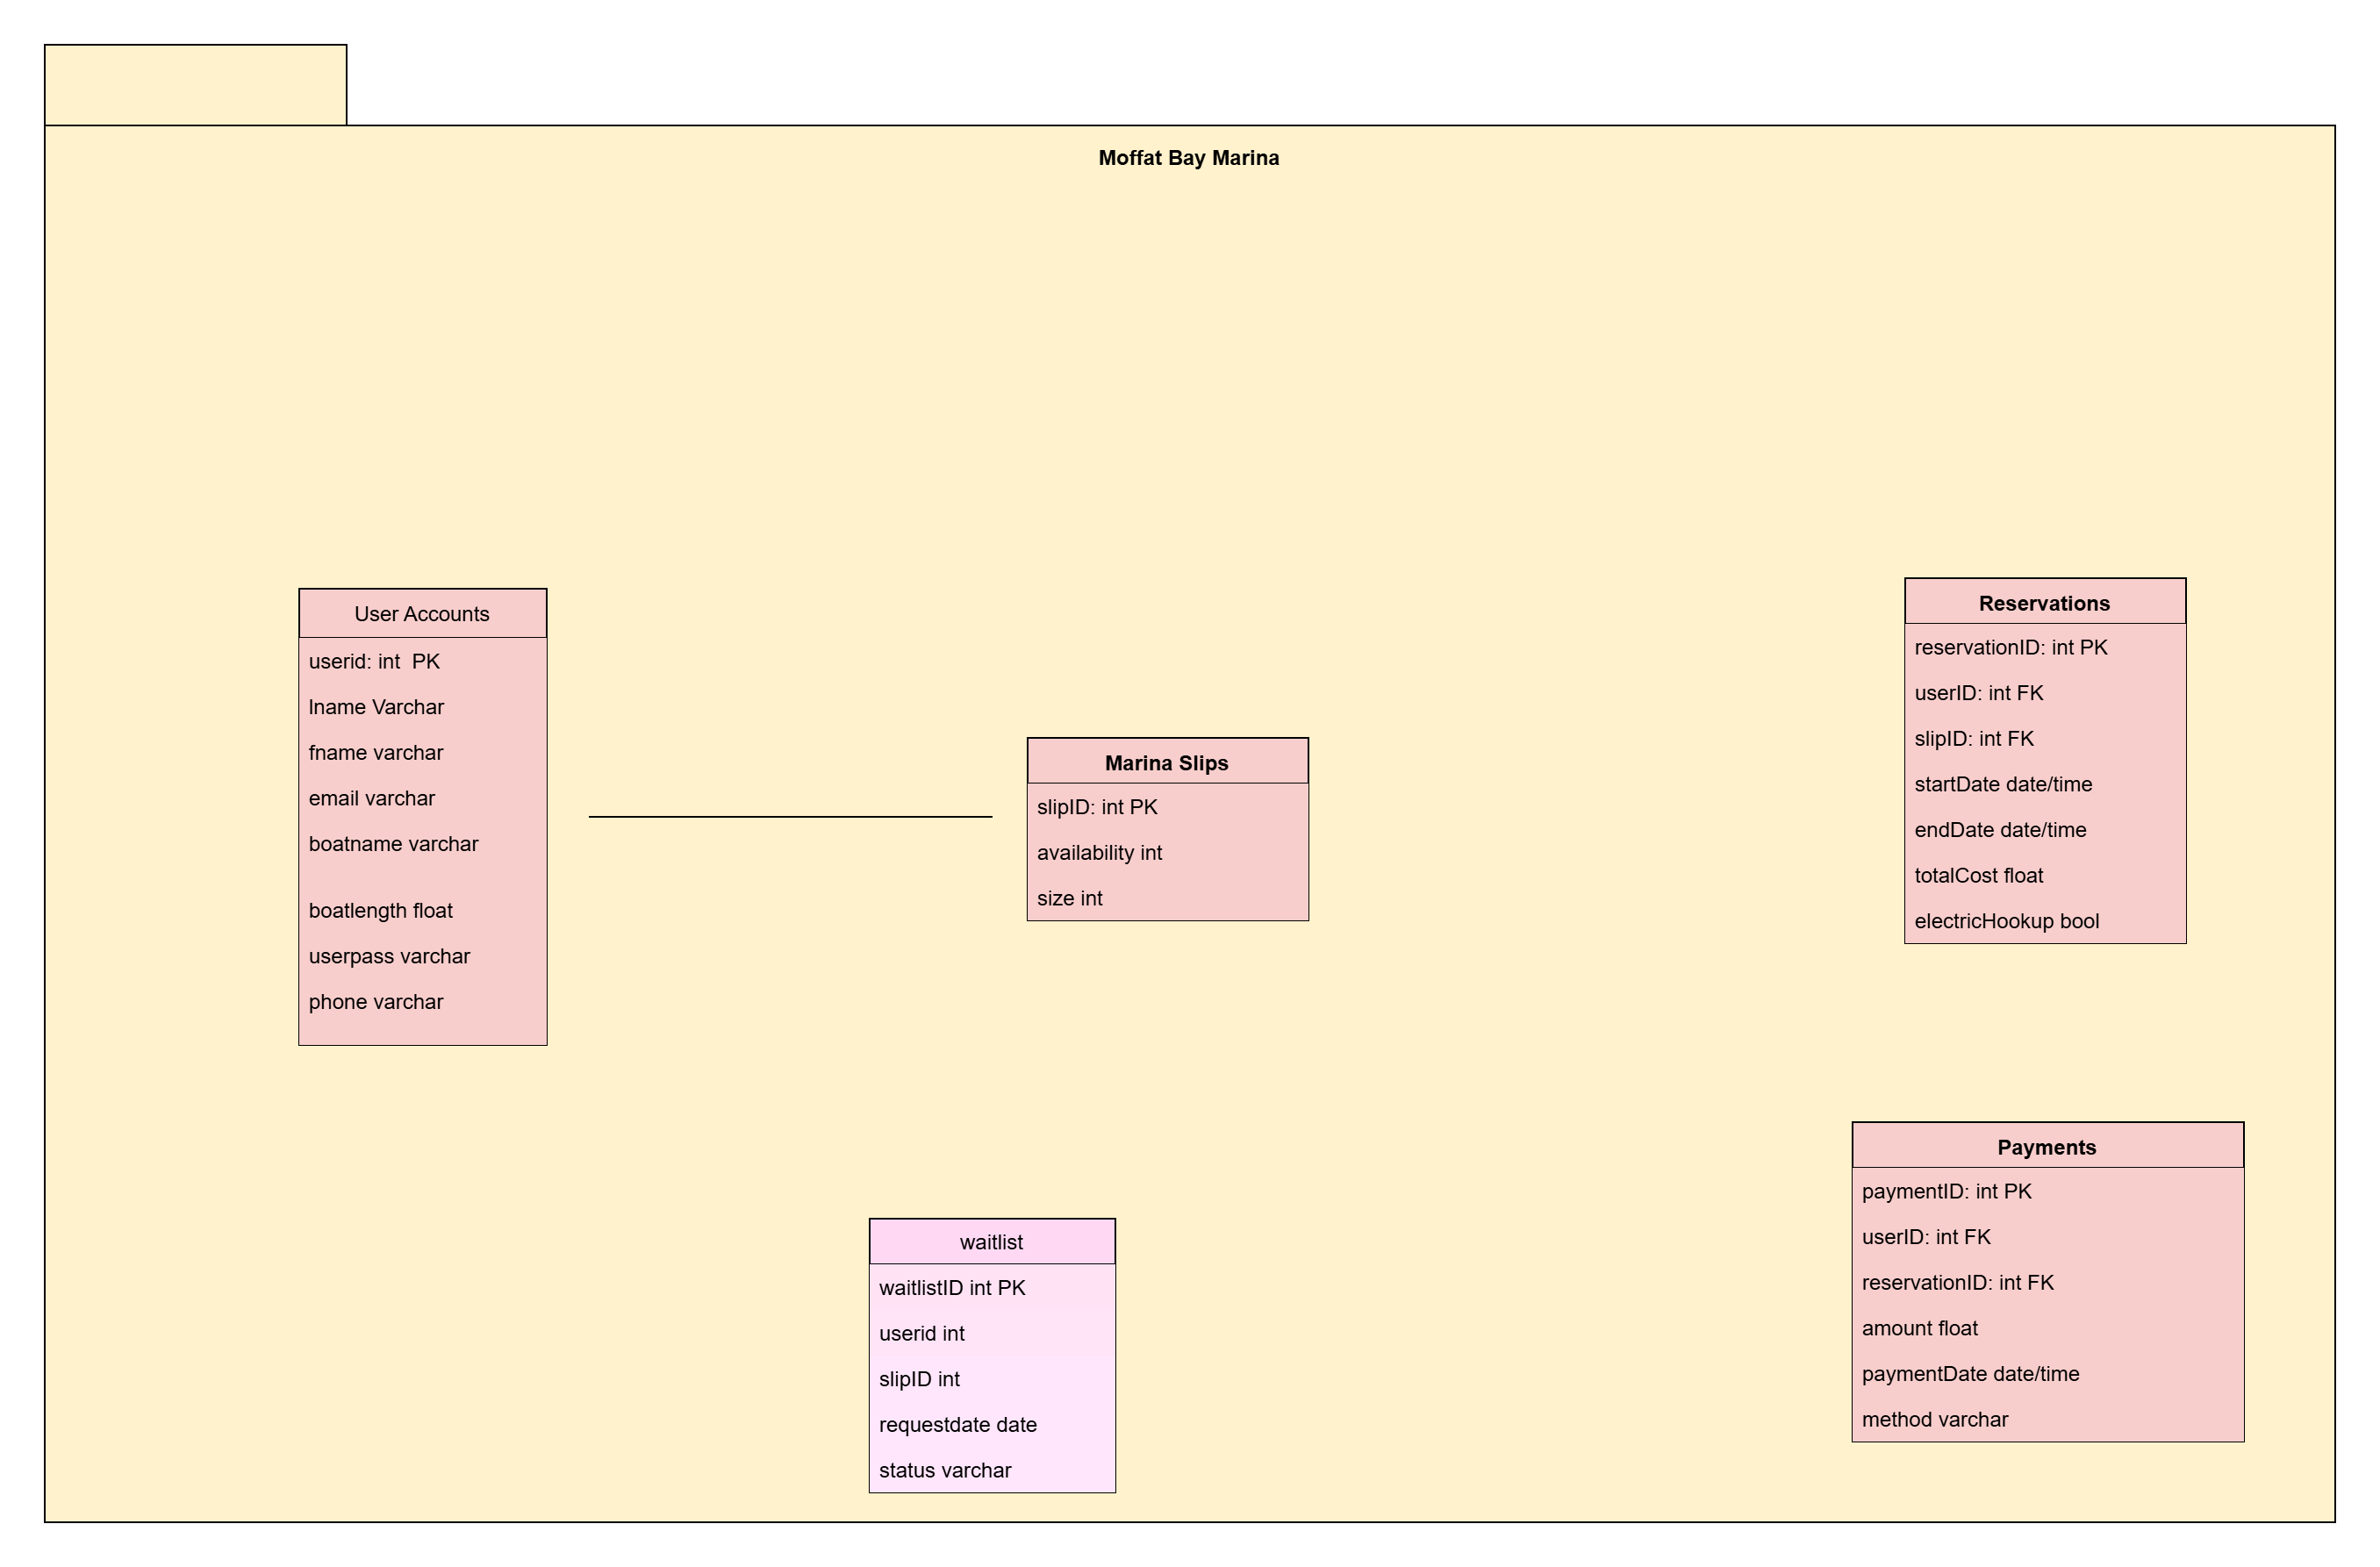 Moffat Bay Marina
User Accounts
userid: int  PK
lname Varchar
fname varchar
email varchar
boatname varchar
boatlength float
userpass varchar
phone varchar
Marina Slips
slipID: int PK
availability int
size int
Reservations
reservationID: int PK
userID: int FK
slipID: int FK
startDate date/time
endDate date/time
totalCost float
electricHookup bool
waitlist
waitlistID int PK
userid int
slipID int
requestdate date
status varchar
Payments
paymentID: int PK
userID: int FK
reservationID: int FK
amount float
paymentDate date/time
method varchar